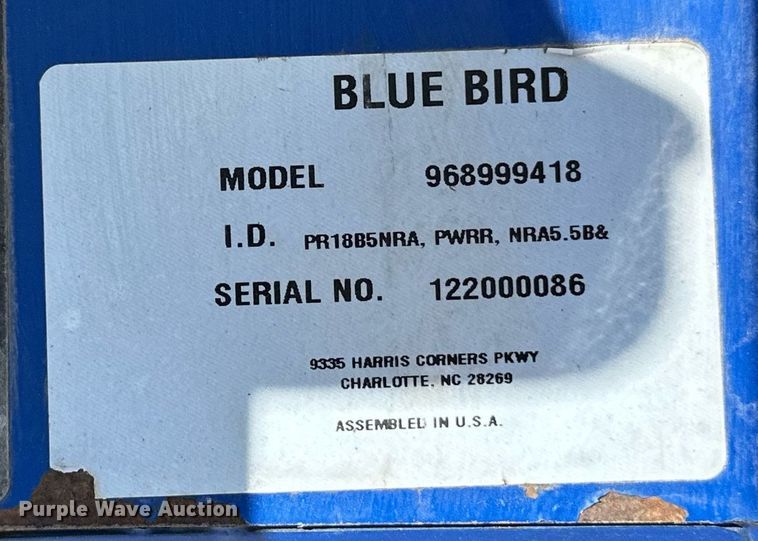 BLUE BIRD
MODEL 968999418
I.D. PR18B5NRA, PWRR, NRA5.5B&
SERIAL NO. 122000086
9335 HARRIS CORNERS PKWY
CHARLOTTE, NC 28269
ASSEMBLED IN U.S.A.
Purple Wave Auction